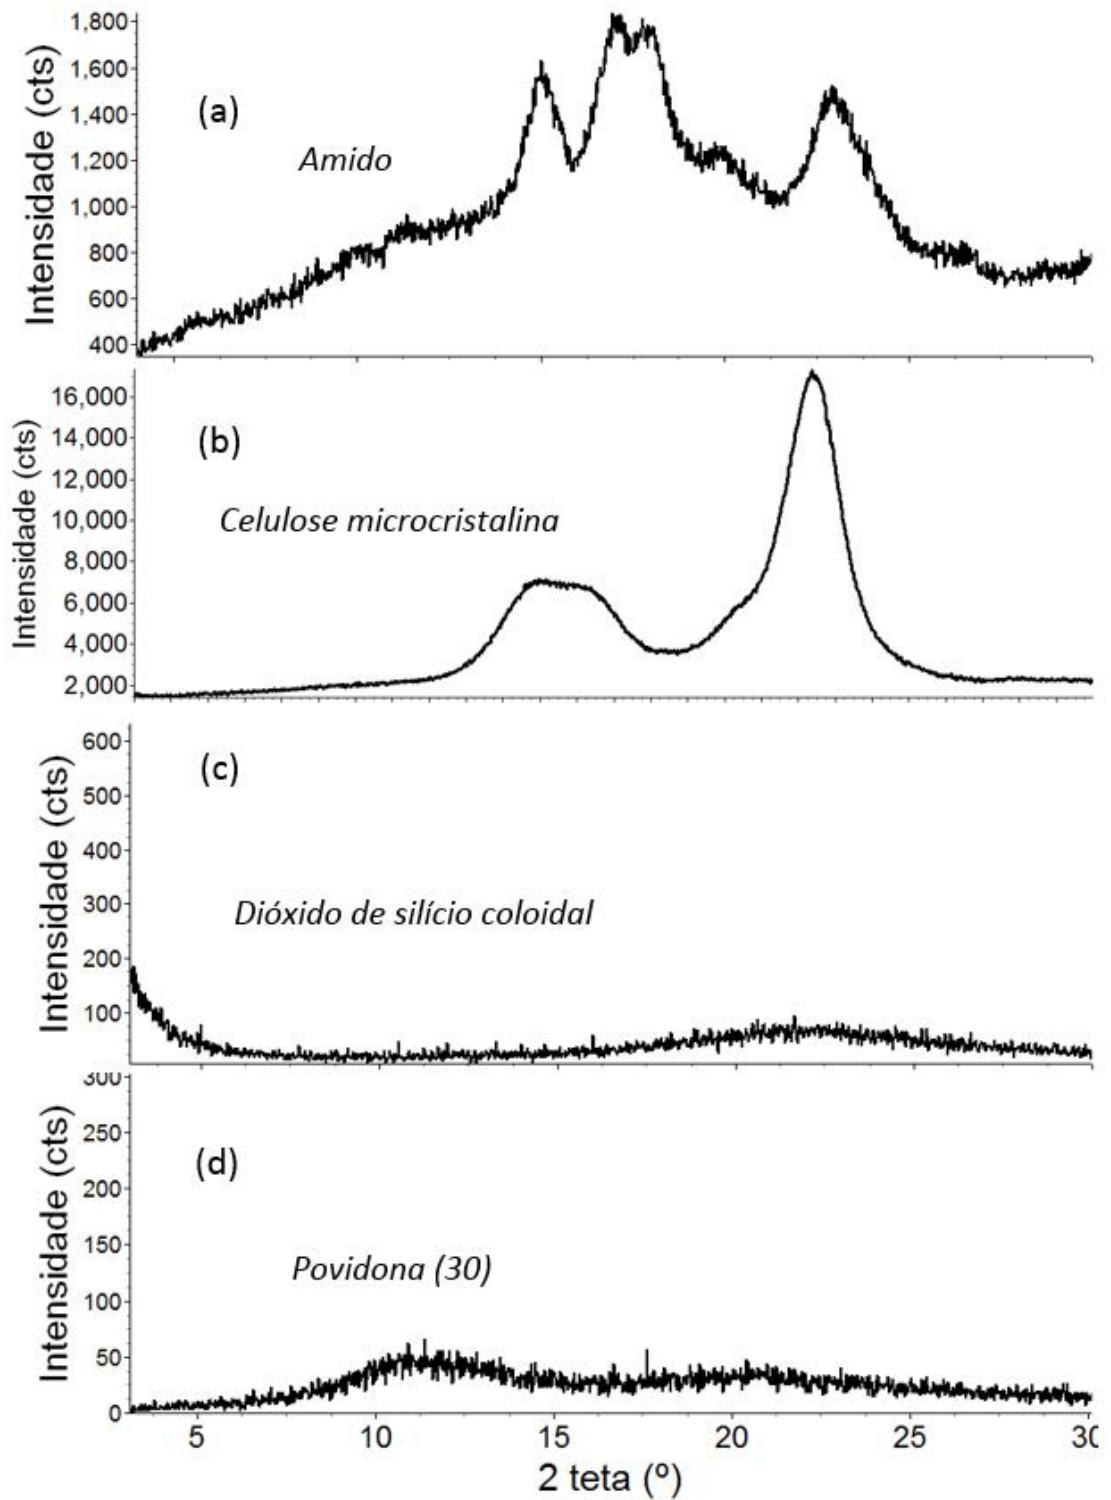 1,800
1,600
1,400
1,200
1,000
800
600
400
Intensidade (cts)
(a)
Amido
16,000
14,000
12,000
10,000
8,000
6,000
4,000
2,000
Intensidade (cts)
(b)
Celulose microcristalina
600
500
400
300
200
100
Intensidade (cts)
(c)
Dióxido de silício coloidal
300
250
200
150
100
50
0
Intensidade (cts)
(d)
Povidona (30)
5 10 15 20 25 30
2 teta (º)